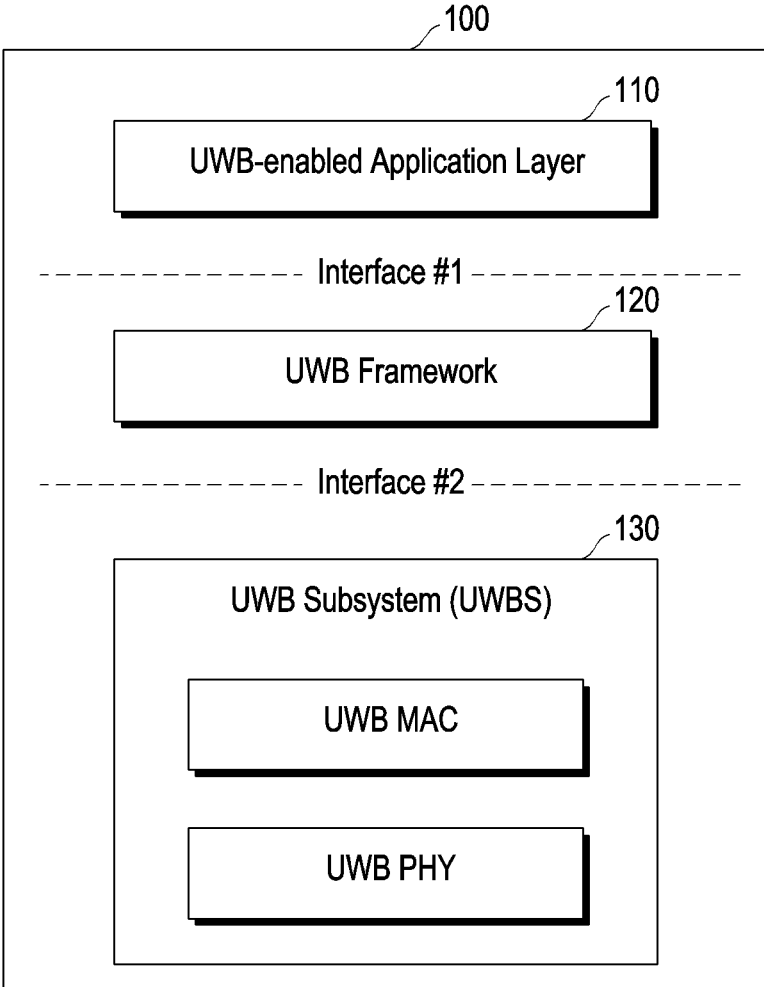 100
110
UWB-enabled Application Layer
Interface #1
120
UWB Framework
Interface #2
130
UWB Subsystem (UWBS)
UWB MAC
UWB PHY